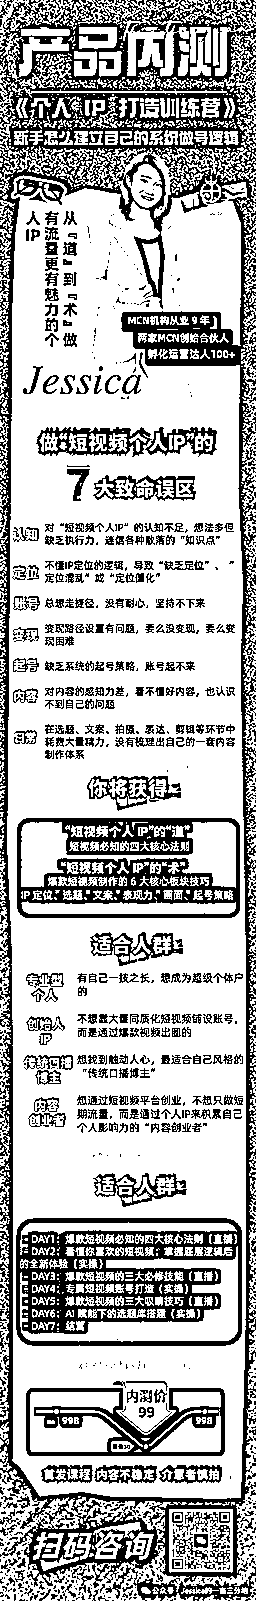 产品内测
《个人 IP 打造训练营》
新手怎么建立自己的系统做号逻辑
从『道』到『术』做
有流量更有魅力的个
人IP
MCN机构从业 9 年
两家MCN创始合伙人
孵化运营达人100+
Jessica
做“短视频个人IP”的
7大致命误区
认知 对“短视频个人IP”的认知不足，想法多但
缺乏执行力，迷信各种散落的“知识点”
定位 不懂IP定位的逻辑，导致“缺乏定位”、“
定位混乱”或“定位僵化”
账号 总想走捷径，没有耐心，坚持不下来
变现 变现路径设置有问题，要么没变现，要么变
现困难
起号 缺乏系统的起号策略，账号起不来
内容 对内容的感知力差，看不懂好内容，也认识
不到自己的问题
日常 在选题、文案、拍摄、表达、剪辑等环节中
耗费大量精力，没有梳理出自己的一套内容
制作体系
你将获得
“短视频个人IP”的“道”
短视频必知的四大核心法则
“短视频个人IP”的“术”
爆款短视频制作的 6 大核心板块技巧
IP 定位、选题、文案、表现力、画面、起号策略
适合人群
专业型
个人
有自己一技之长，想成为超级个体户
的
创始人
IP
不想靠大量同质化短视频铺设账号，
而是通过爆款视频出圈的
传统口播
博主
想找到触动人心，最适合自己风格的
“传统口播博主”
内容
创业者
想通过短视频平台创业，不想只做短
期流量，而是通过个人IP来积累自己
个人影响力的“内容创业者”
适合人群
DAY1：爆款短视频必知的四大核心法则（直播）
DAY2：看懂你喜欢的短视频；掌握底层逻辑后
的全新体验（实操）
DAY3：爆款短视频的三大必修技能（直播）
DAY4：专属短视频账号打造（实操）
DAY5：爆款短视频的三大吸睛技巧（直播）
DAY6：AI 赋能下的选题库搭建（实操）
DAY7：结营
内测价
99
998
998
首发课程 内容不稳定 介意者慎拍
扫码咨询